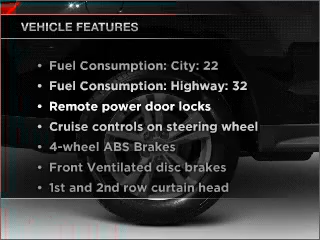 VEHICLE FEATURES
• Fuel Consumption: City: 22
• Fuel Consumption: Highway: 32
• Remote power door locks
• Cruise controls on steering wheel
• 4-wheel ABS Brakes
• Front Ventilated disc brakes
• 1st and 2nd row curtain head